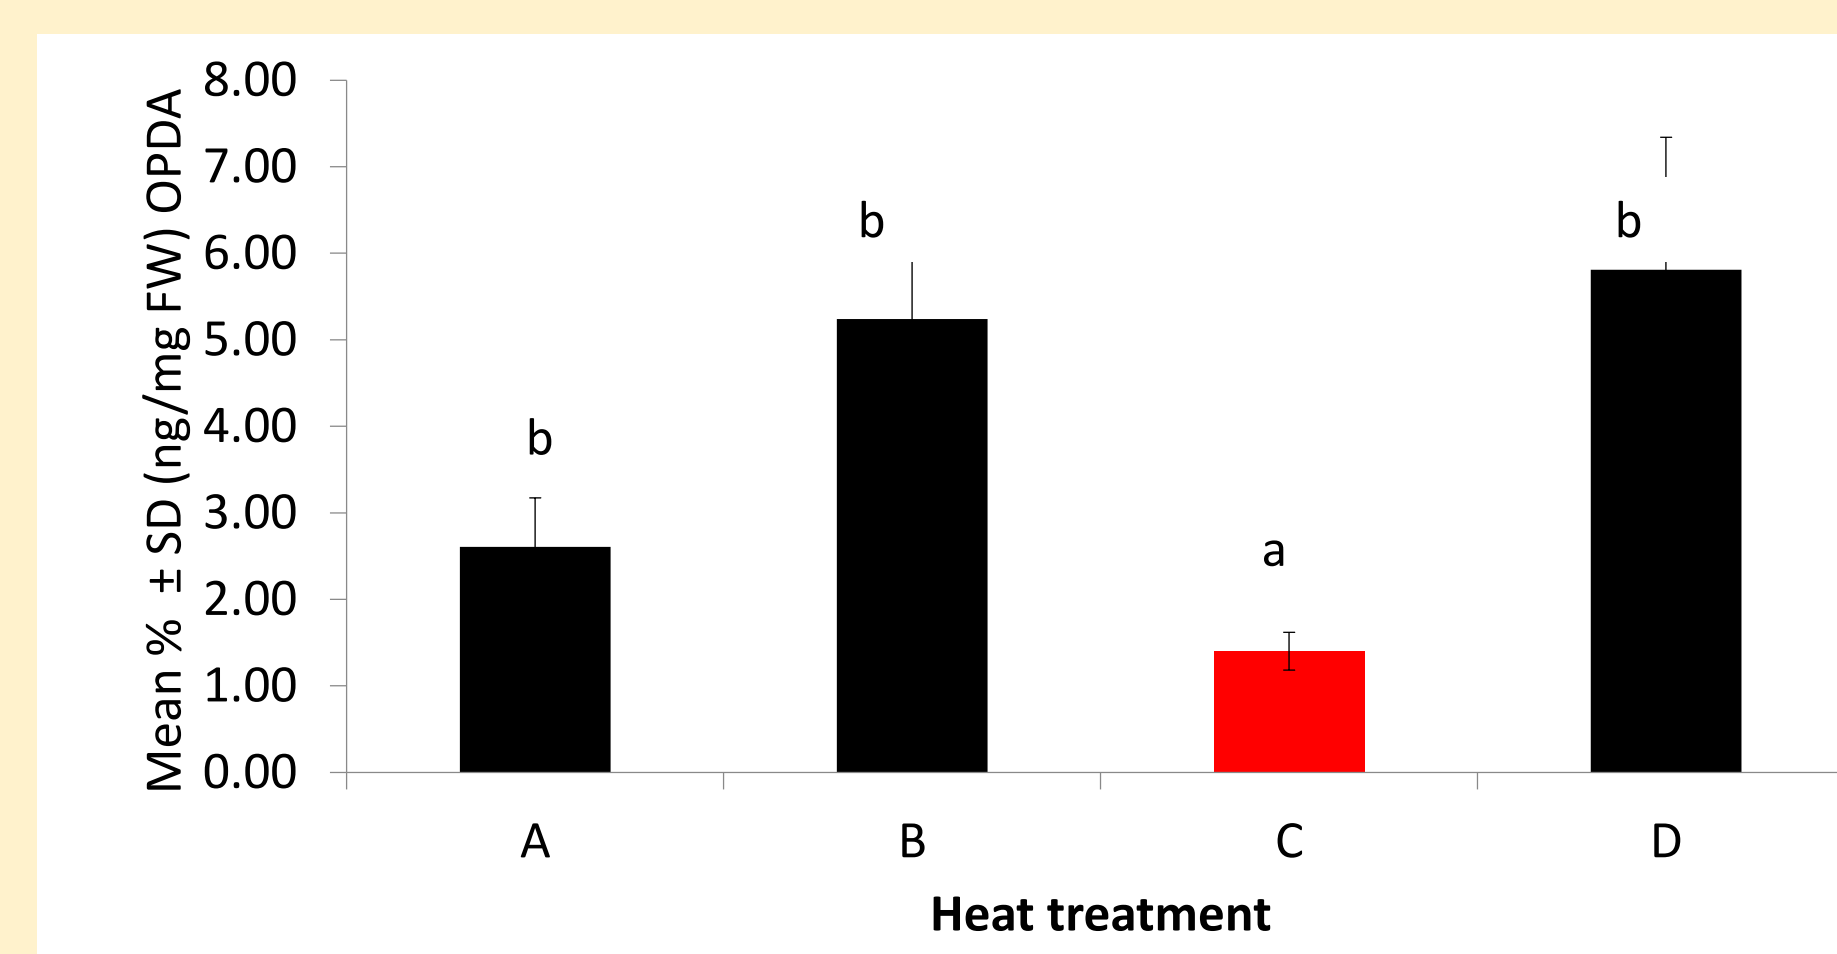 Mean %  ± SD (ng/mg FW) OPDA
8.00
7.00
6.00
5.00
4.00
3.00
2.00
1.00
0.00
b
b
a
b
A
B
C
D
Heat treatment